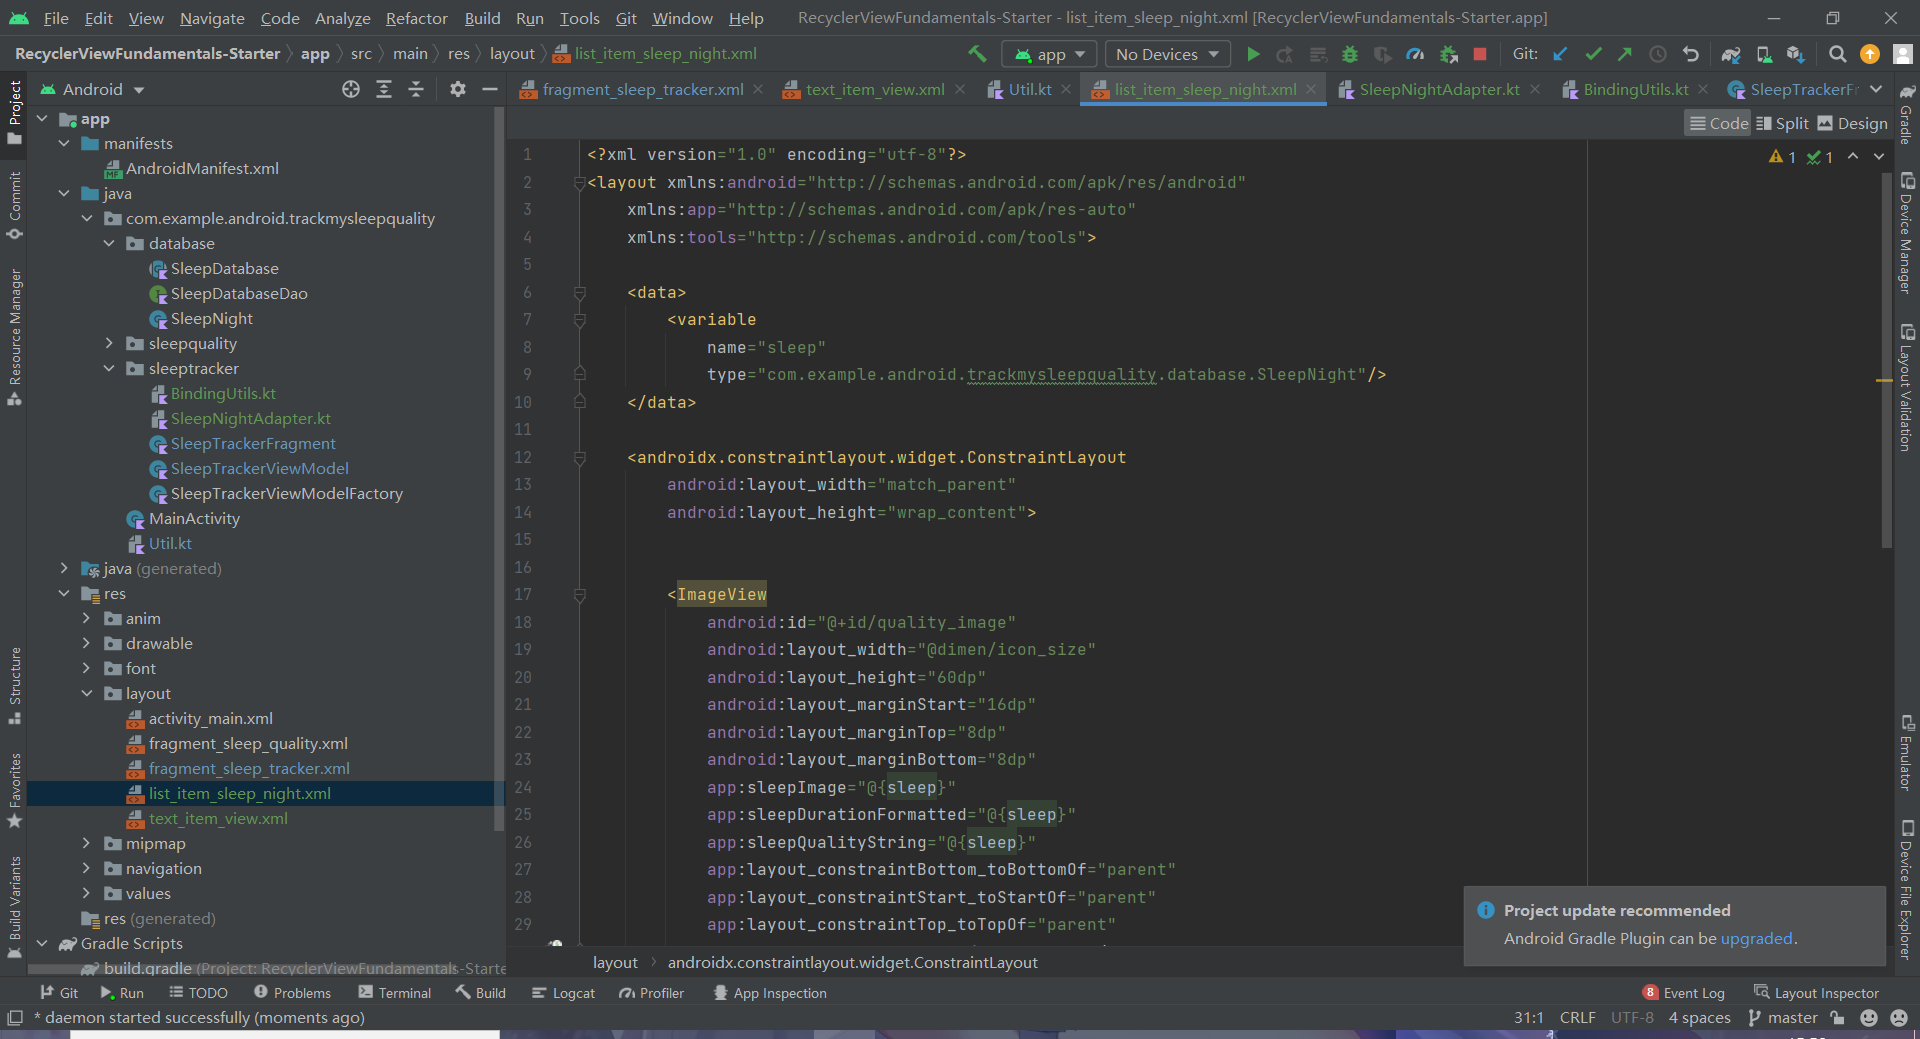 File Edit View Navigate Code Analyze Refactor Build Run Tools Git Window Help RecyclerViewFundamentals-Starter - list_item_sleep_night.xml [RecyclerViewFundamentals-Starter.app]
RecyclerViewFundamentals-Starter app src main res layout list_item_sleep_night.xml app No Devices Git:
Android
fragment_sleep_tracker.xml text_item_view.xml Util.kt list_item_sleep_night.xml SleepNightAdapter.kt BindingUtils.kt SleepTrackerFr
Code Split Design
Project
Commit
Resource Manager
Structure
Favorites
Build Variants
app
manifests
AndroidManifest.xml
java
com.example.android.trackmysleepquality
database
SleepDatabase
SleepDatabaseDao
SleepNight
sleepquality
sleeptracker
BindingUtils.kt
SleepNightAdapter.kt
SleepTrackerFragment
SleepTrackerViewModel
SleepTrackerViewModelFactory
MainActivity
Util.kt
java (generated)
res
anim
drawable
font
layout
activity_main.xml
fragment_sleep_quality.xml
fragment_sleep_tracker.xml
list_item_sleep_night.xml
text_item_view.xml
mipmap
navigation
values
res (generated)
Gradle Scripts
build.gradle (Project: RecyclerViewFundamentals-Starte
1 <?xml version="1.0" encoding="utf-8"?>
2 <layout xmlns:android="http://schemas.android.com/apk/res/android"
3 xmlns:app="http://schemas.android.com/apk/res-auto"
4 xmlns:tools="http://schemas.android.com/tools">
5
6 <data>
7 <variable
8 name="sleep"
9 type="com.example.android.trackmysleepquality.database.SleepNight"/>
10 </data>
11
12 <androidx.constraintlayout.widget.ConstraintLayout
13 android:layout_width="match_parent"
14 android:layout_height="wrap_content">
15
16
17 <ImageView
18 android:id="@+id/quality_image"
19 android:layout_width="@dimen/icon_size"
20 android:layout_height="60dp"
21 android:layout_marginStart="16dp"
22 android:layout_marginTop="8dp"
23 android:layout_marginBottom="8dp"
24 app:sleepImage="@{sleep}"
25 app:sleepDurationFormatted="@{sleep}"
26 app:sleepQualityString="@{sleep}"
27 app:layout_constraintBottom_toBottomOf="parent"
28 app:layout_constraintStart_toStartOf="parent"
29 app:layout_constraintTop_toTopOf="parent"
1 1
Gradle
Device Manager
Layout Validation
Emulator
Device File Explorer
Project update recommended
Android Gradle Plugin can be upgraded.
layout androidx.constraintlayout.widget.ConstraintLayout
Git Run TODO Problems Terminal Build Logcat Profiler App Inspection 8 Event Log Layout Inspector
* daemon started successfully (moments ago) 31:1 CRLF UTF-8 4 spaces master